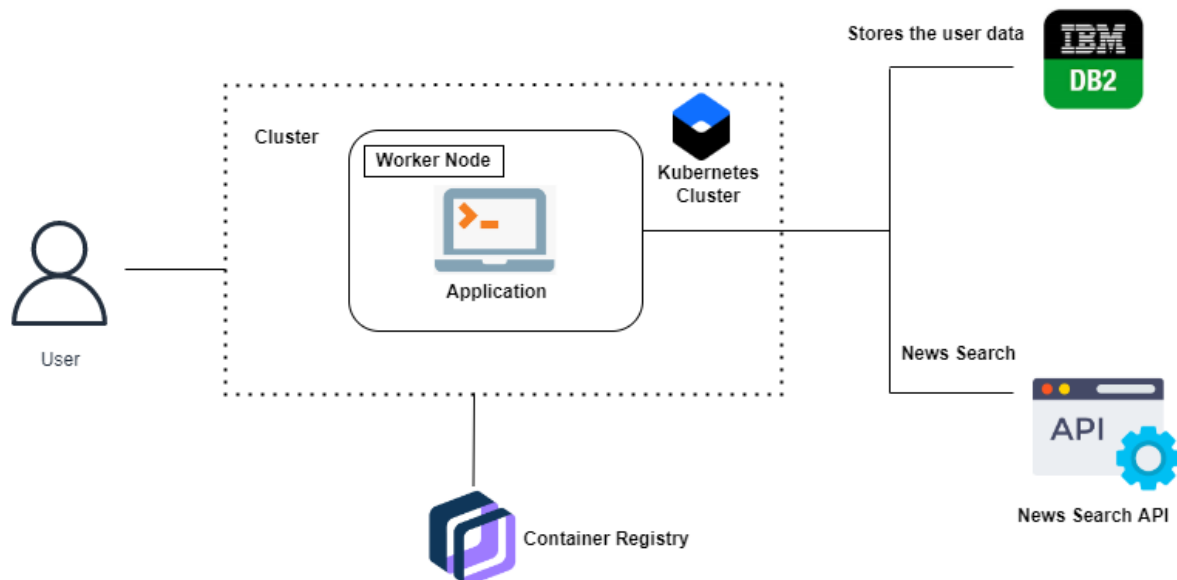 Stores the user data
IBM
DB2
Cluster
Worker Node
Kubernetes
Cluster
>_
Application
User
News Search
API
News Search API
Container Registry